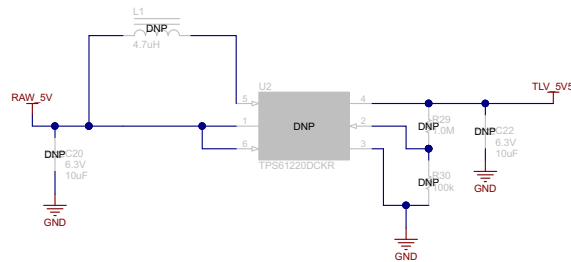 L1
DNP
4.7uH
RAW_5V
TLV_5V5
U2
5
4
1
DNP
2
6
3
TPS61220DCKR
DNP
C20
6.3V
10uF
GND
R29
DNP
1.0M
R30
DNP
100k
GND
C22
DNP
6.3V
10uF
GND